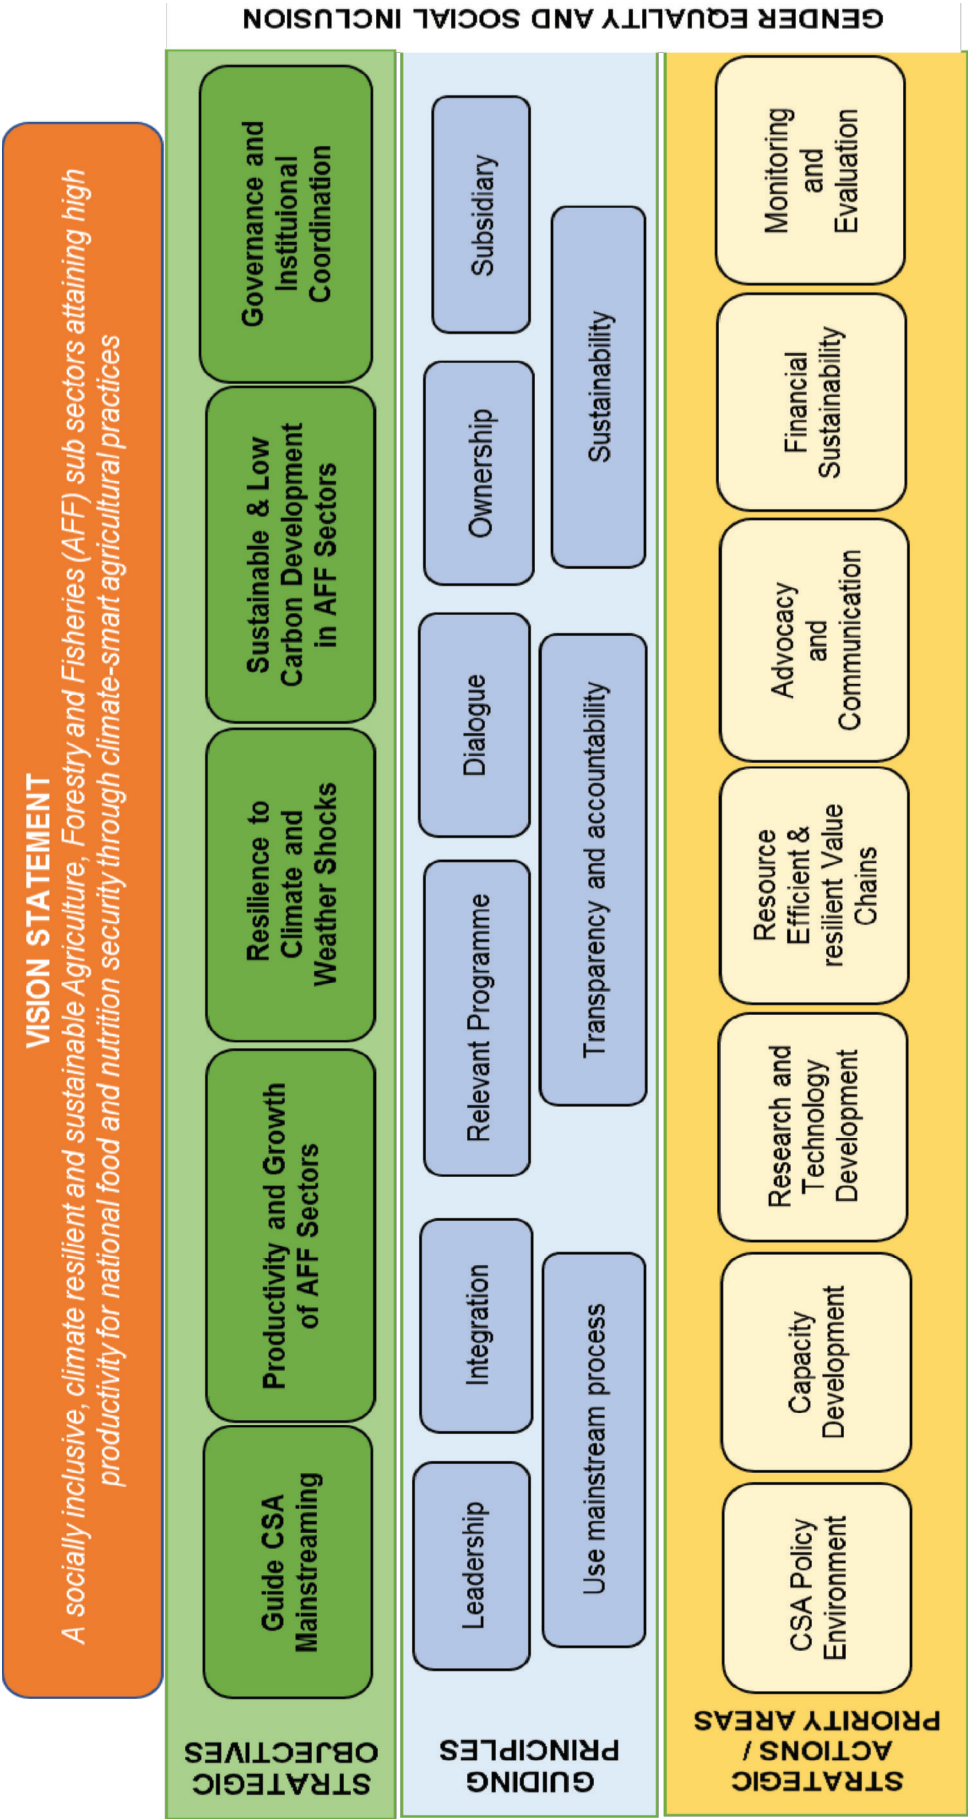 VISION STATEMENT
A socially inclusive, climate resilient and sustainable Agriculture, Forestry and Fisheries (AFF) sub sectors attaining high
productivity for national food and nutrition security through climate-smart agricultural practices
STRATEGIC
OBJECTIVES
Guide CSA
Mainstreaming
Productivity and Growth
of AFF Sectors
Resilience to
Climate and
Weather Shocks
Sustainable & Low
Carbon Development
in AFF Sectors
Governance and
Instituional
Coordination
GUIDING
PRINCIPLES
Leadership
Integration
Relevant Programme
Dialogue
Ownership
Subsidiary
Use mainstream process
Transparency and accountability
Sustainability
STRATEGIC
ACTIONS /
PRIORITY AREAS
CSA Policy
Environment
Capacity
Development
Research and
Technology
Development
Resource
Efficient &
resilient Value
Chains
Advocacy
and
Communication
Financial
Sustainability
Monitoring
and
Evaluation
GENDER EQUALITY AND SOCIAL INCLUSION